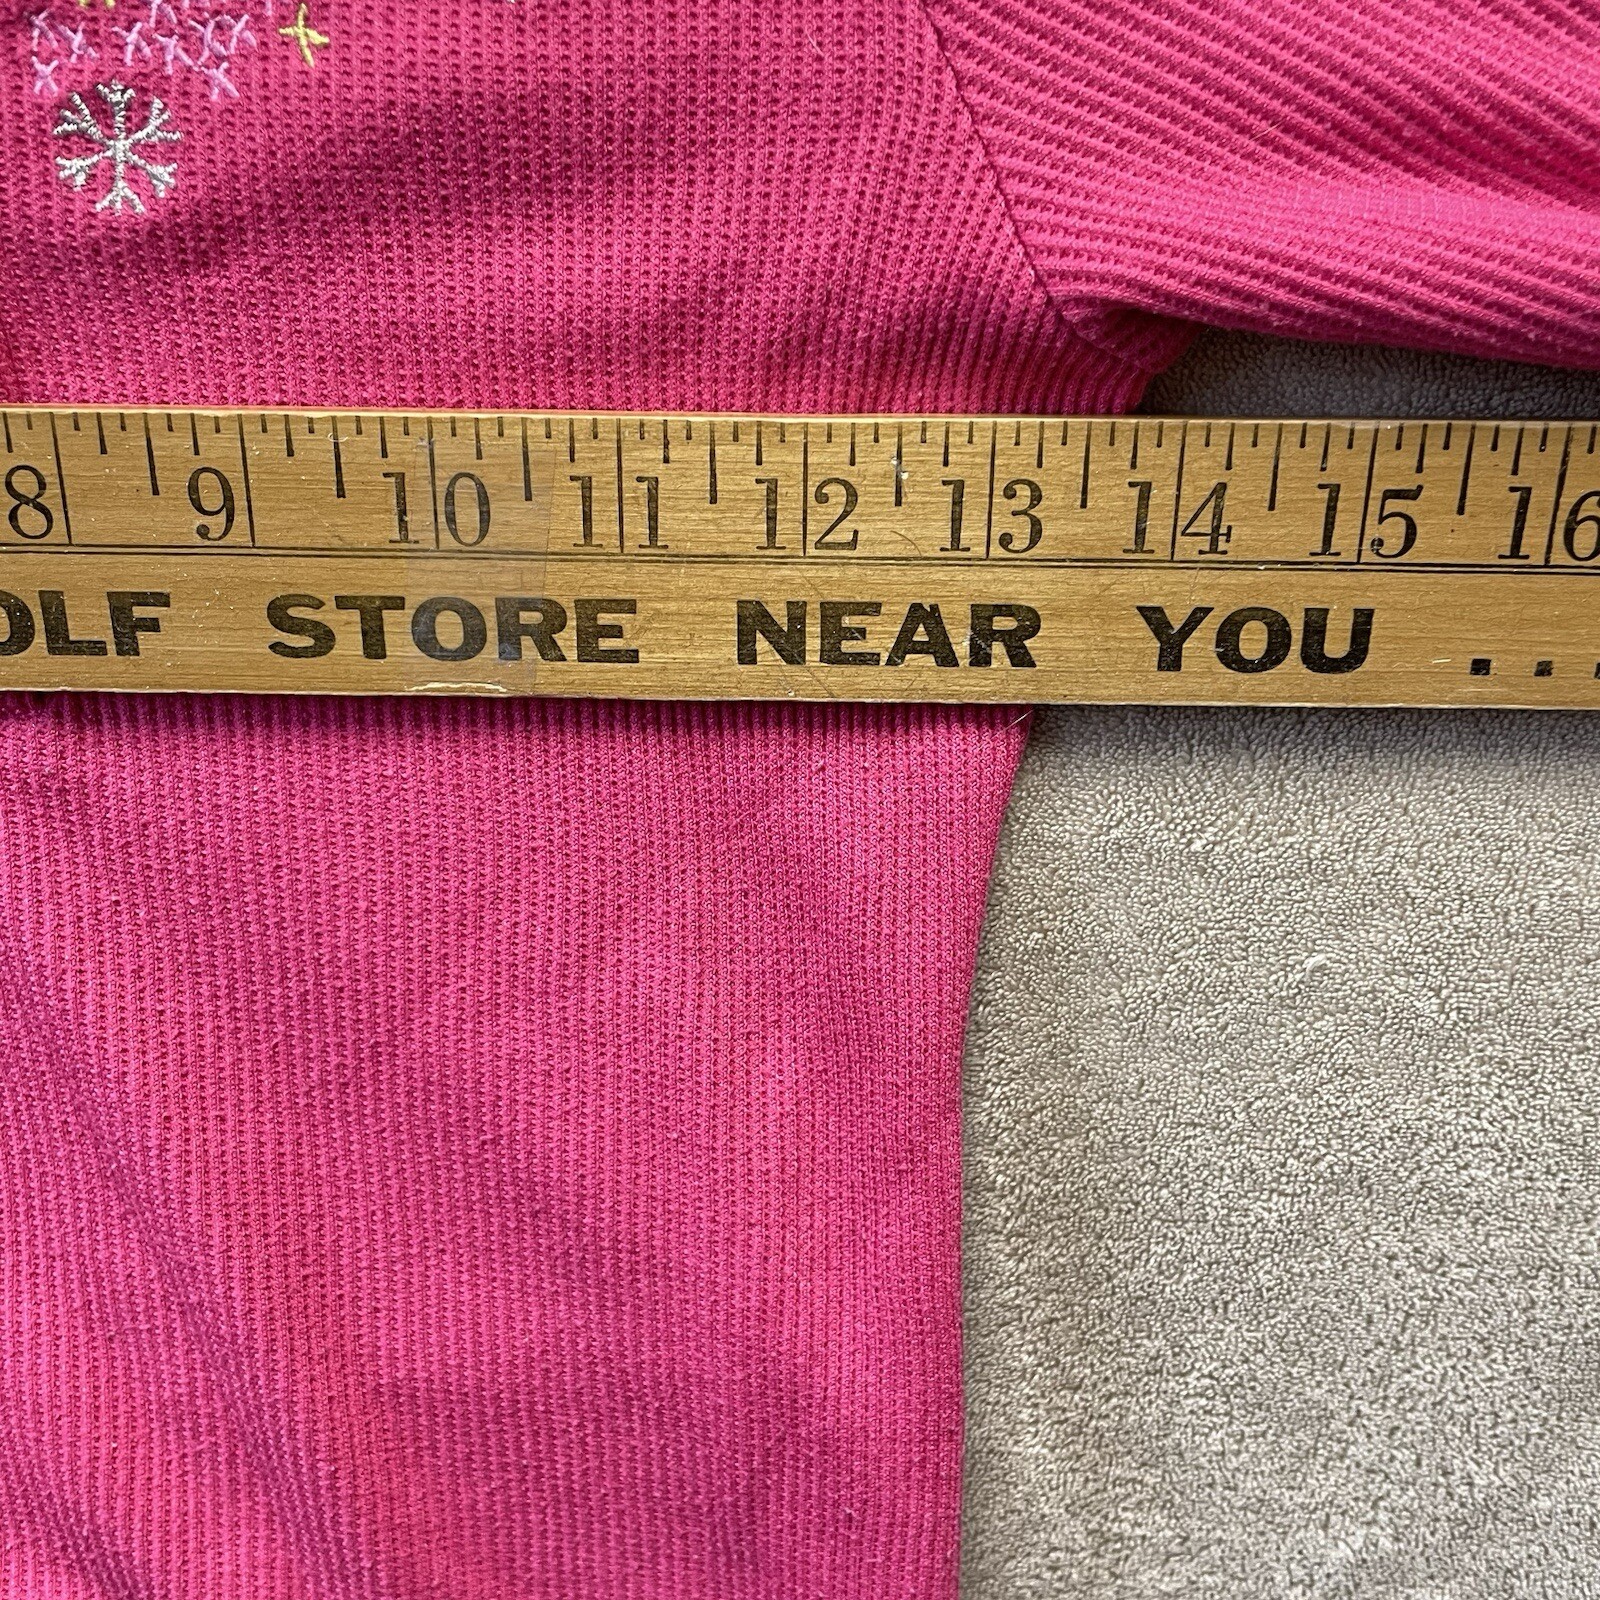 8 9 10 11 12 13 14 15 16
OLF STORE NEAR YOU ...